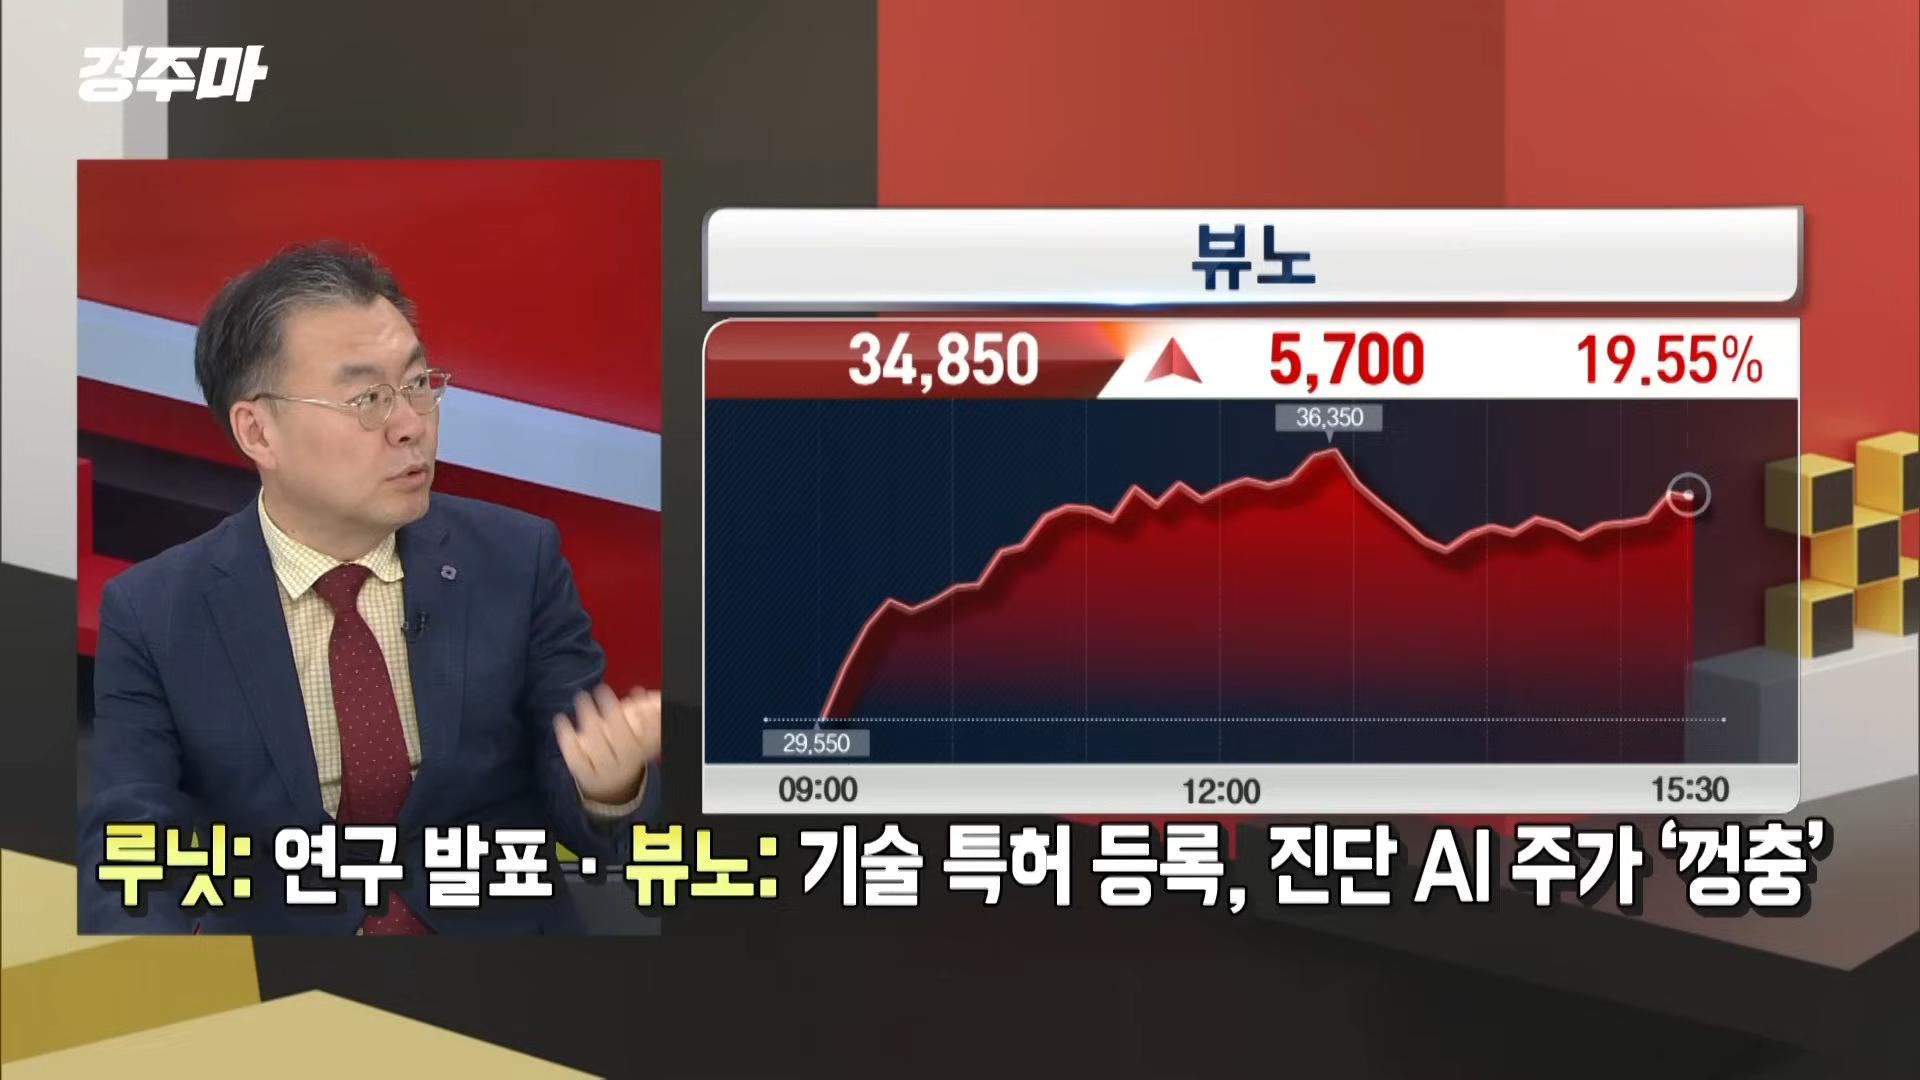 경주마
뷰노
34,850 ▲ 5,700 19.55%
36,350
29,550
09:00 12:00 15:30
루닛: 연구 발표· 뷰노: 기술 특허 등록, 진단 AI 주가 ‘껑충’